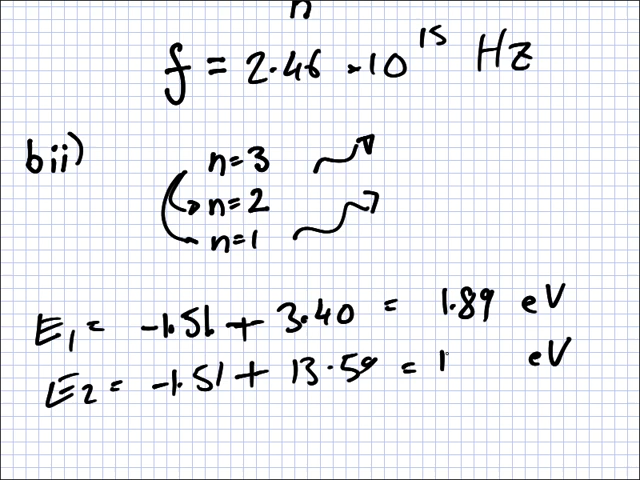 n
f = 2.46 ×10^15 Hz
bii)
n=3
n=2
n=1
E₁ = -1.51 + 3.40 = 1.89 eV
E₂ = -1.51 + 13.59 = 1 eV